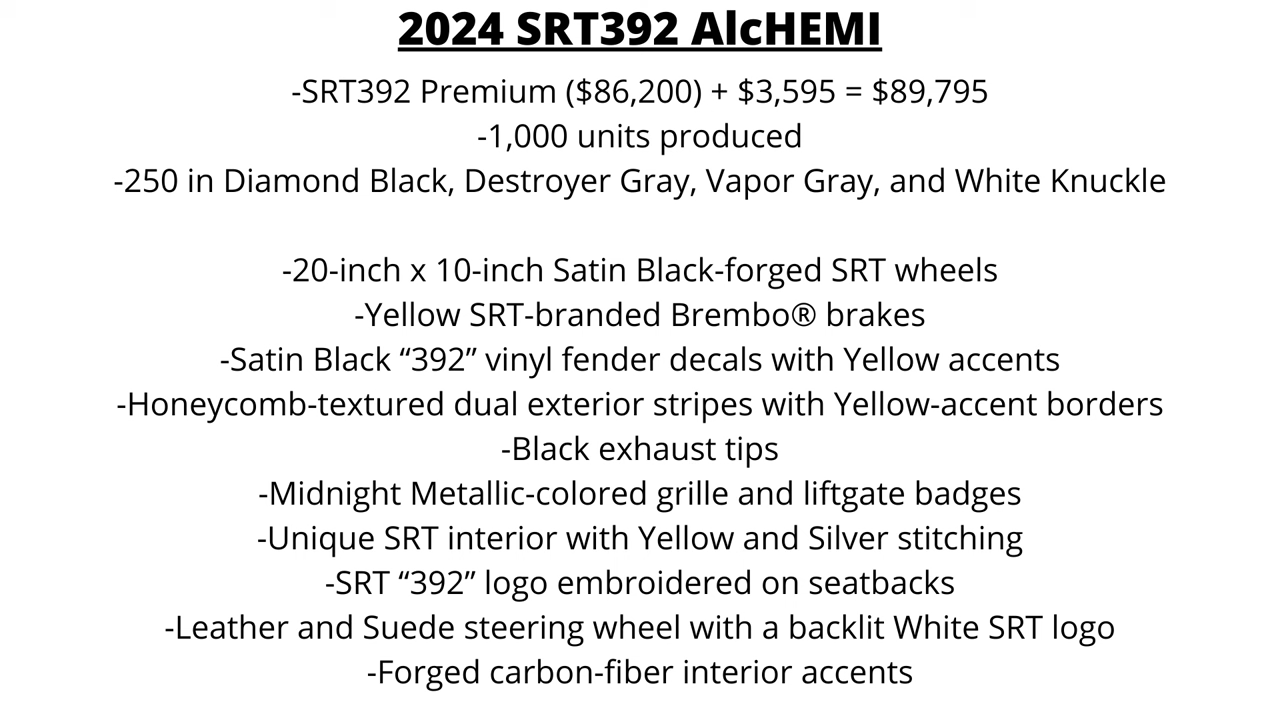 2024 SRT392 AlcHEMI
-SRT392 Premium ($86,200) + $3,595 = $89,795
-1,000 units produced
-250 in Diamond Black, Destroyer Gray, Vapor Gray, and White Knuckle
-20-inch x 10-inch Satin Black-forged SRT wheels
-Yellow SRT-branded Brembo® brakes
-Satin Black “392” vinyl fender decals with Yellow accents
-Honeycomb-textured dual exterior stripes with Yellow-accent borders
-Black exhaust tips
-Midnight Metallic-colored grille and liftgate badges
-Unique SRT interior with Yellow and Silver stitching
-SRT “392” logo embroidered on seatbacks
-Leather and Suede steering wheel with a backlit White SRT logo
-Forged carbon-fiber interior accents